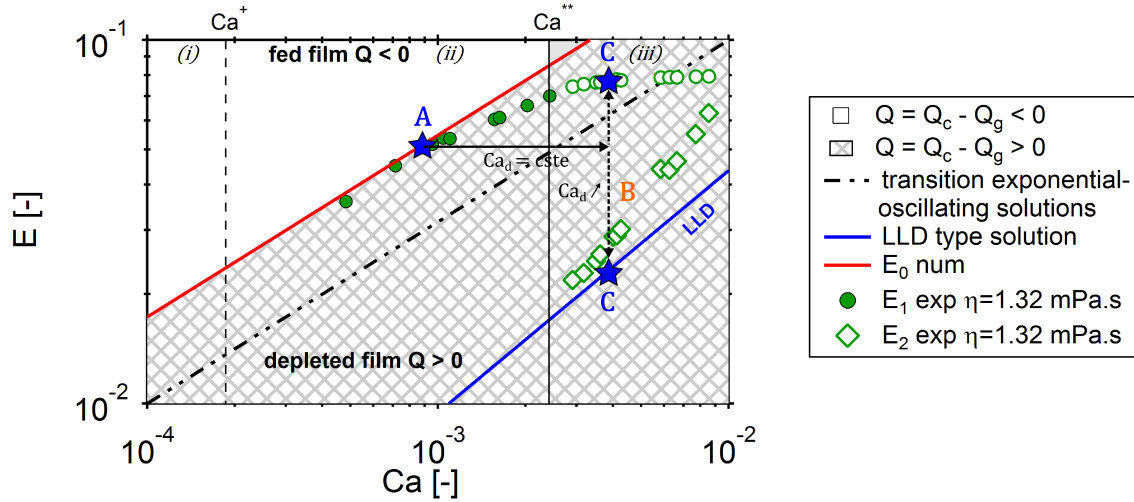 Ca⁺ Ca**
10⁻¹
(i) fed film Q < 0 (ii) C (iii)
A
Ca_d = cste
Ca_d ↗ B
LLD
C
depleted film Q > 0
10⁻²
10⁻⁴ 10⁻³ 10⁻²
Ca [-]
E [-]
Q = Q_c - Q_g < 0
Q = Q_c - Q_g > 0
transition exponential-
oscillating solutions
LLD type solution
E₀ num
E₁ exp η=1.32 mPa.s
E₂ exp η=1.32 mPa.s